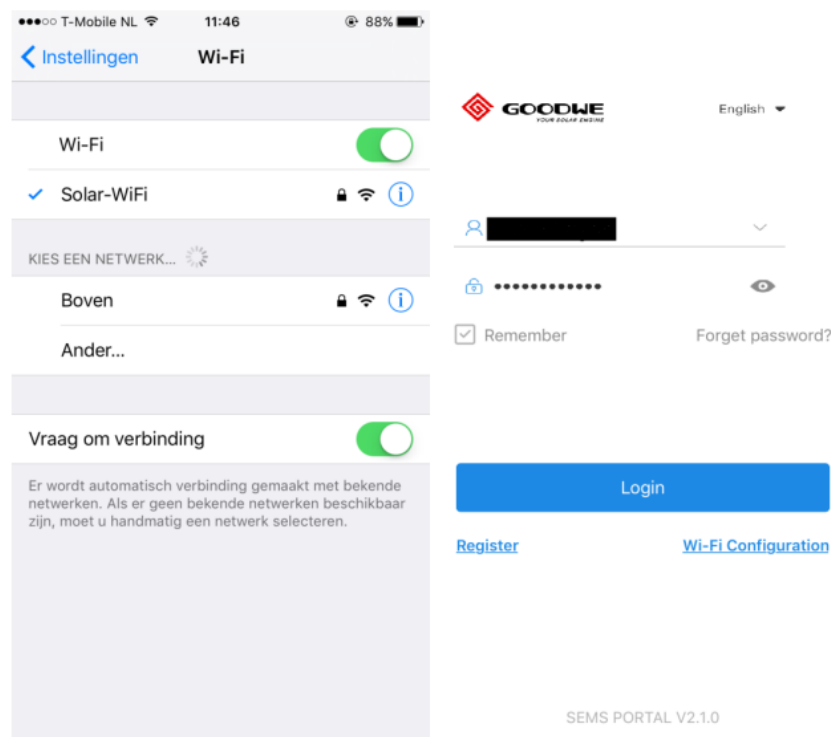 T-Mobile NL 11:46 88%
Instellingen Wi-Fi
Wi-Fi
Solar-WiFi
KIES EEN NETWERK...
Boven
Ander...
Vraag om verbinding
Er wordt automatisch verbinding gemaakt met bekende
netwerken. Als er geen bekende netwerken beschikbaar
zijn, moet u handmatig een netwerk selecteren.
GOODWE
YOUR SOLAR ENGINE
English
Remember Forget password?
Login
Register Wi-Fi Configuration
SEMS PORTAL V2.1.0